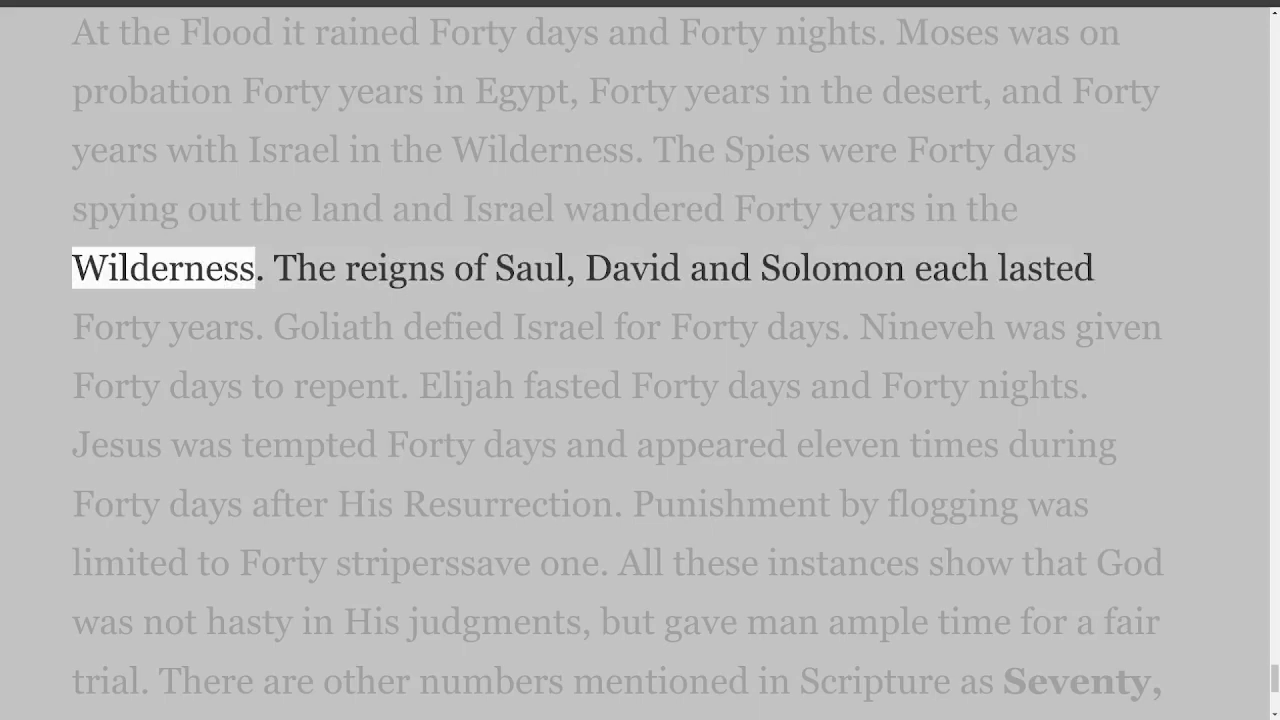 At the Flood it rained Forty days and Forty nights. Moses was on
probation Forty years in Egypt, Forty years in the desert, and Forty
years with Israel in the Wilderness. The Spies were Forty days
spying out the land and Israel wandered Forty years in the
Wilderness. The reigns of Saul, David and Solomon each lasted
Forty years. Goliath defied Israel for Forty days. Nineveh was given
Forty days to repent. Elijah fasted Forty days and Forty nights.
Jesus was tempted Forty days and appeared eleven times during
Forty days after His Resurrection. Punishment by flogging was
limited to Forty striperssave one. All these instances show that God
was not hasty in His judgments, but gave man ample time for a fair
trial. There are other numbers mentioned in Scripture as Seventy,